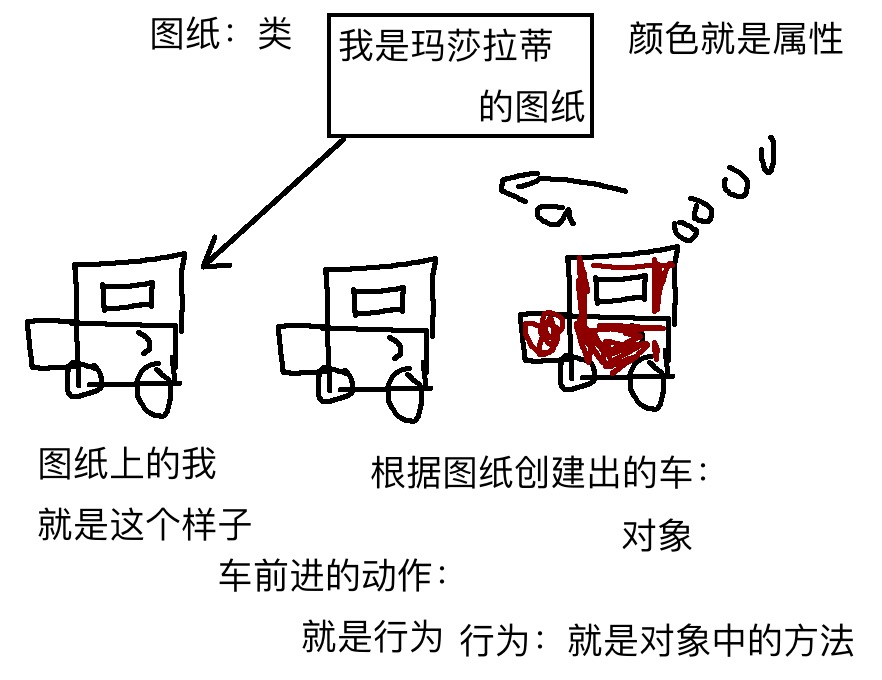 图纸：类
我是玛莎拉蒂
的图纸
颜色就是属性
a
图纸上的我
就是这个样子
根据图纸创建出的车：
对象
车前进的动作：
就是行为
行为：就是对象中的方法